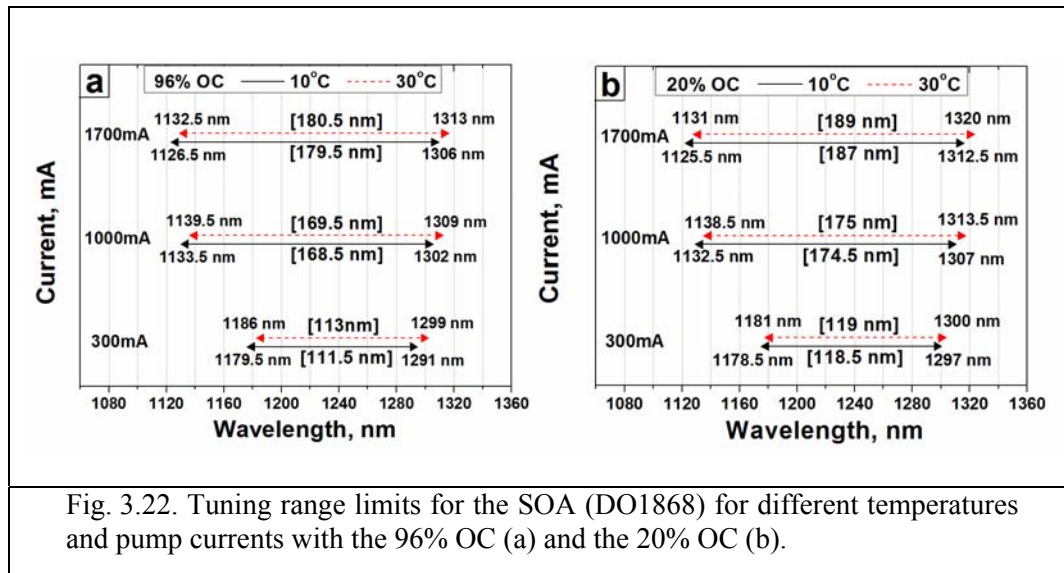 a
96% OC 10°C 30°C
1132.5 nm [180.5 nm] 1313 nm
1700mA
1126.5 nm [179.5 nm] 1306 nm
1139.5 nm [169.5 nm] 1309 nm
1000mA
1133.5 nm [168.5 nm] 1302 nm
1186 nm [113nm] 1299 nm
300mA
1179.5nm [111.5 nm] 1291 nm
1080 1120 1160 1200 1240 1280 1320 1360
Wavelength, nm
Current, mA
b
20% OC 10°C 30°C
1131 nm [189 nm] 1320 nm
1700mA
1125.5 nm [187 nm] 1312.5 nm
1138.5 nm [175 nm] 1313.5 nm
1000mA
1132.5 nm [174.5 nm] 1307 nm
1181 nm [119 nm] 1300 nm
300mA
1178.5 nm [118.5 nm] 1297 nm
1080 1120 1160 1200 1240 1280 1320 1360
Wavelength, nm
Current, mA
Fig. 3.22. Tuning range limits for the SOA (DO1868) for different temperatures
and pump currents with the 96% OC (a) and the 20% OC (b).